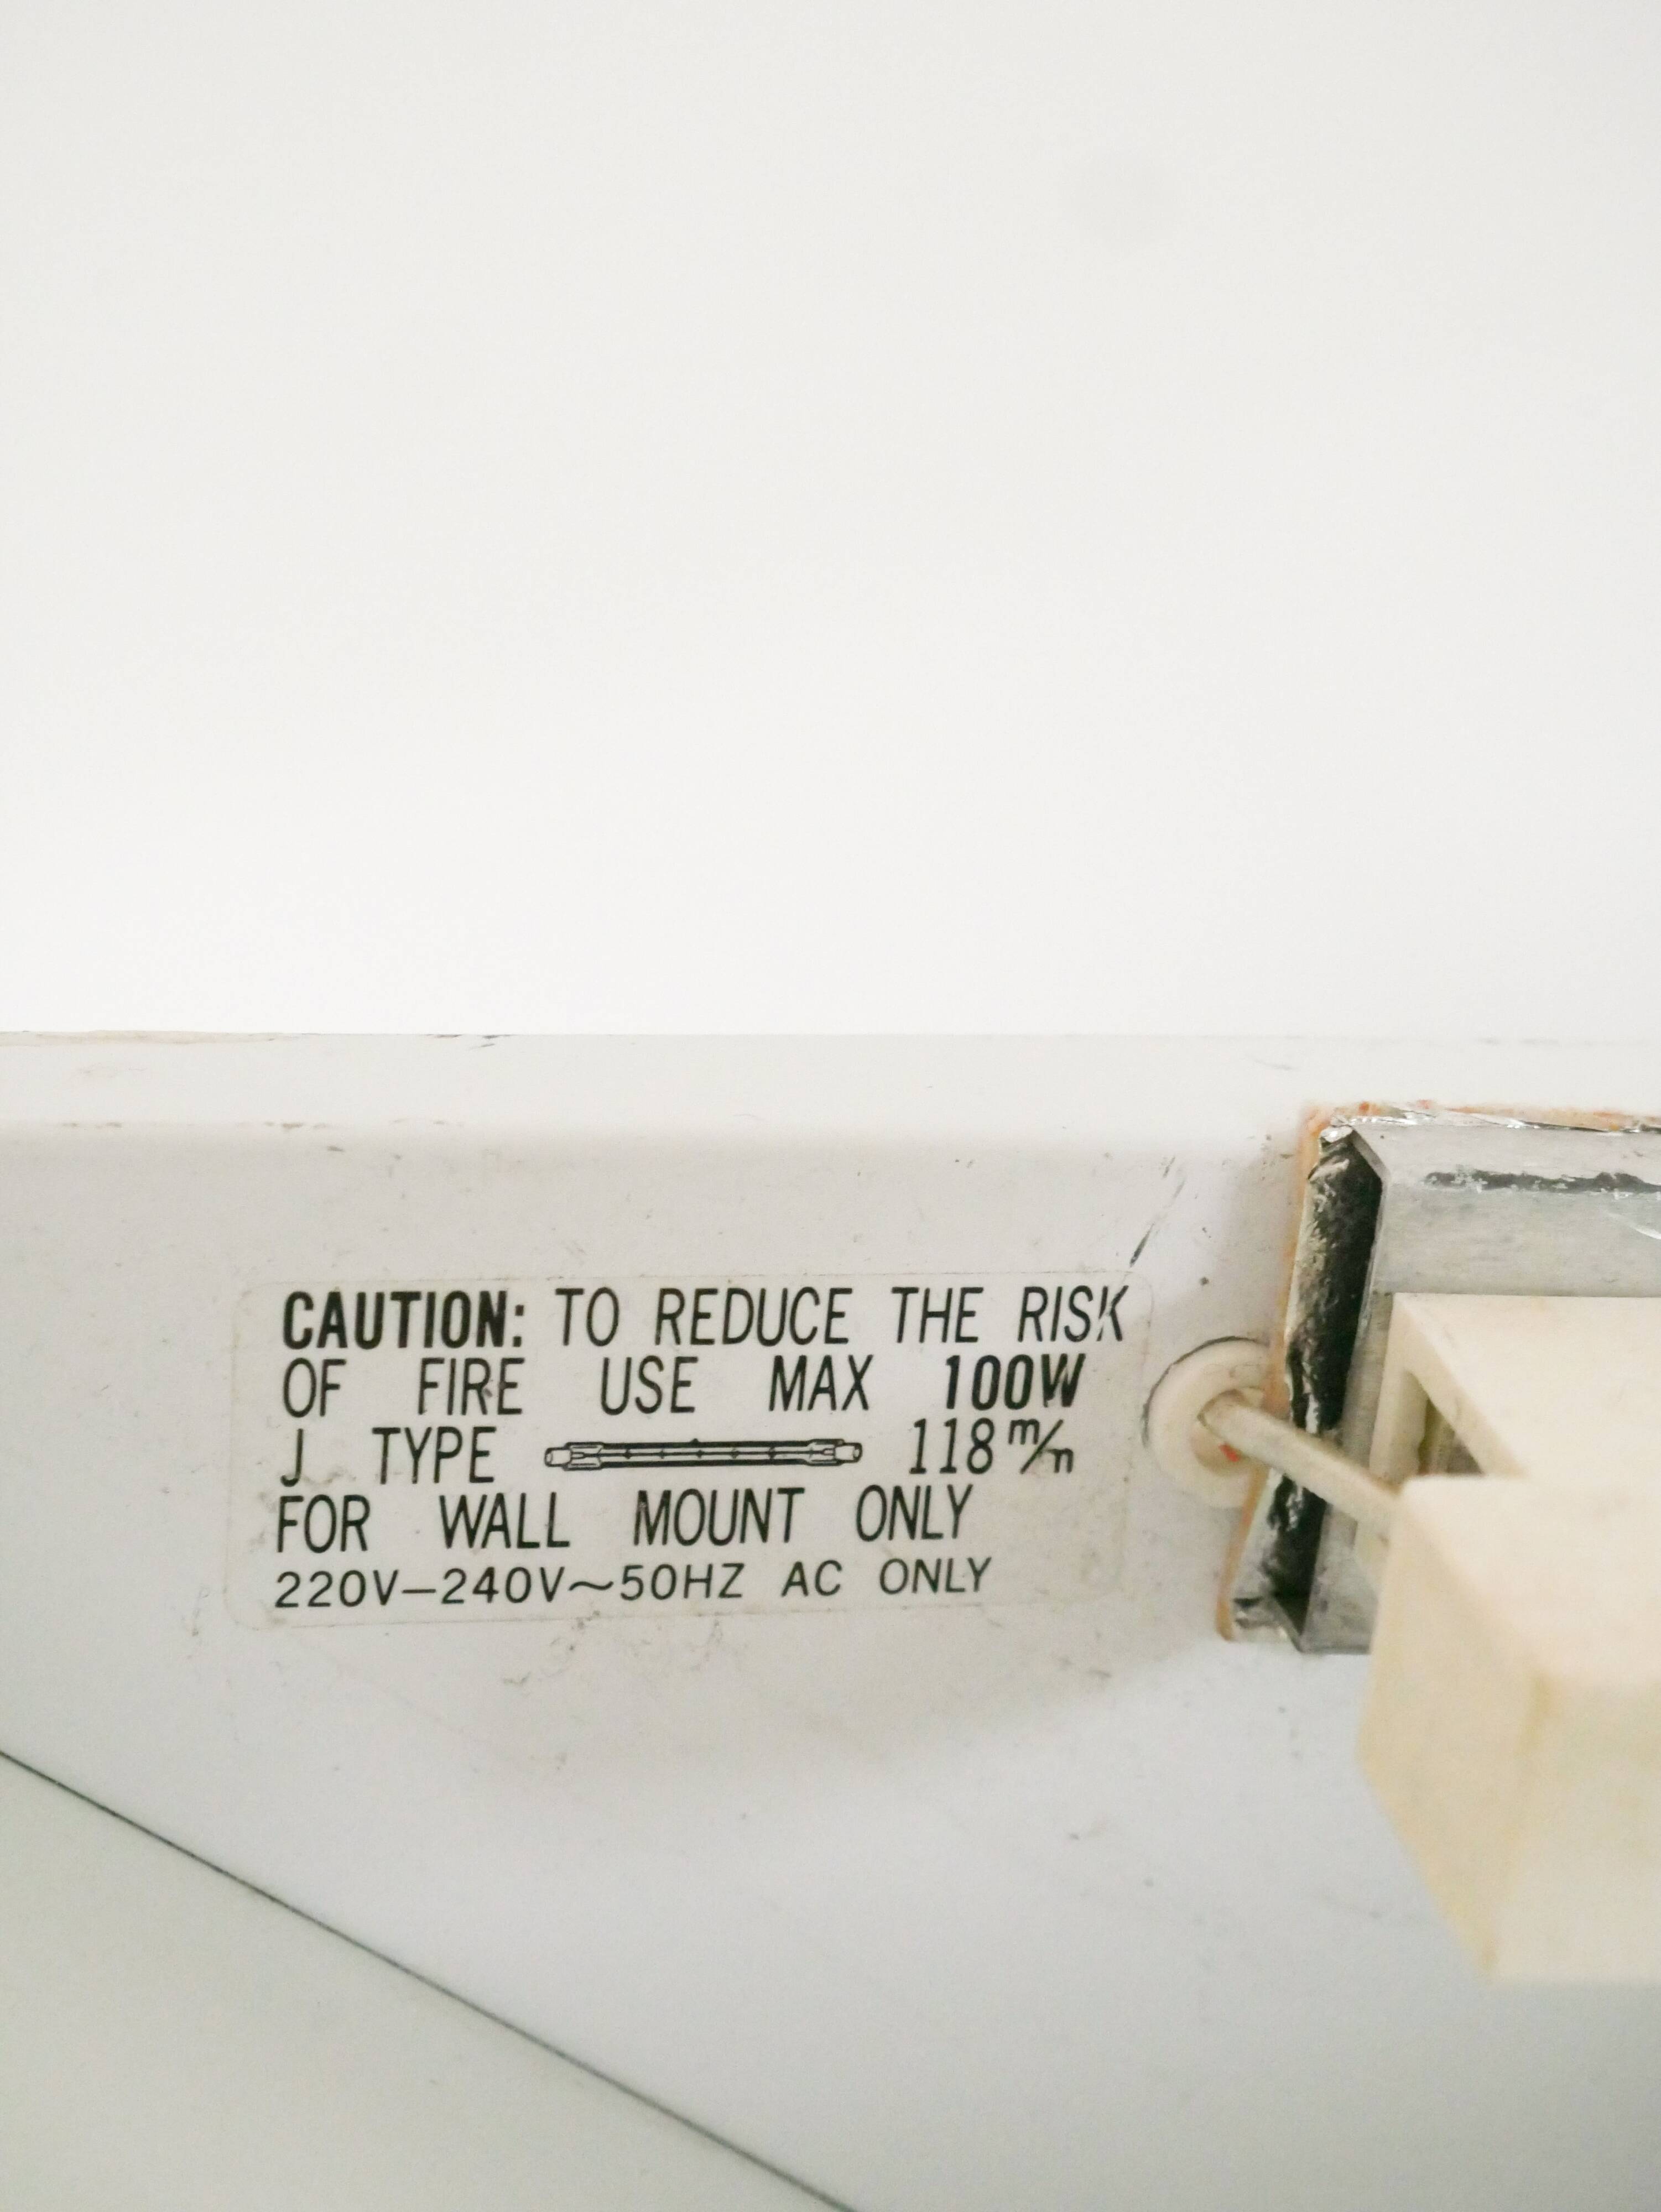 CAUTION: TO REDUCE THE RISK
OF FIRE USE MAX 100W
J TYPE 118 m/m
FOR WALL MOUNT ONLY
220V—240V~50HZ AC ONLY